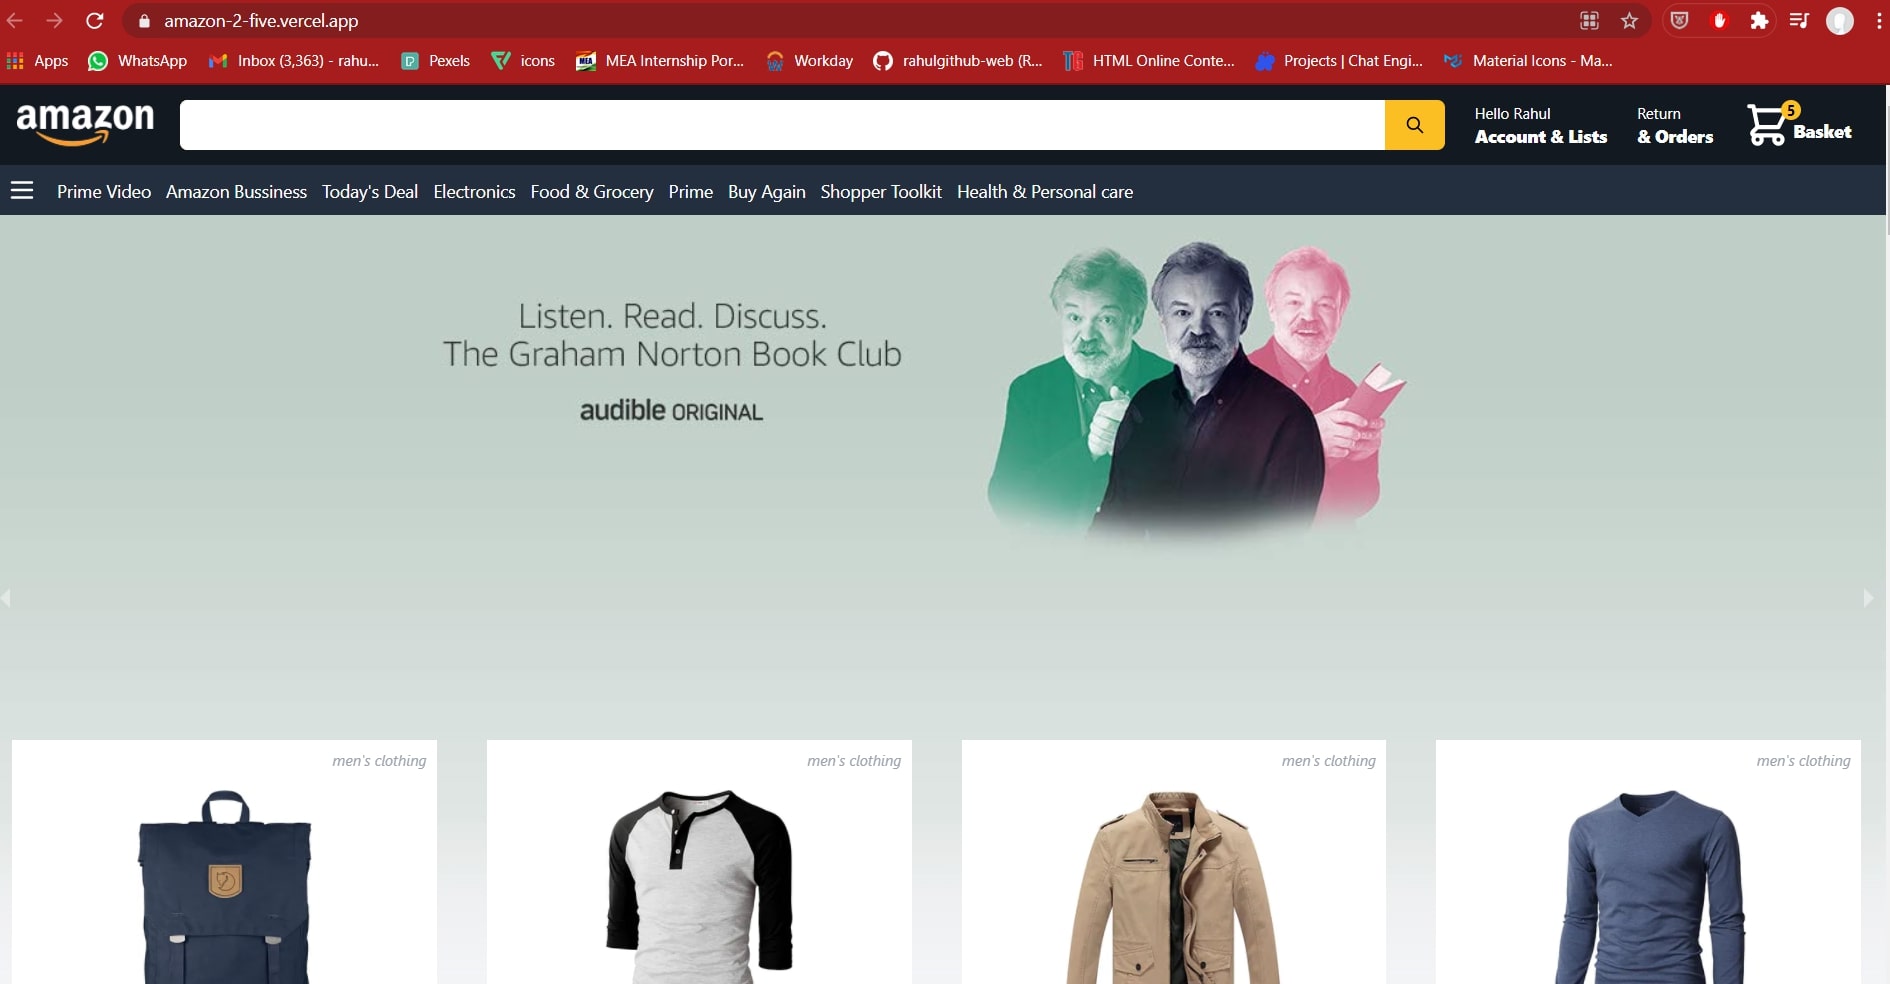 amazon-2-five.vercel.app
Apps WhatsApp Inbox (3,363) - rahu... Pexels icons MEA Internship Por... Workday rahulgithub-web (R... HTML Online Conte... Projects | Chat Engi... Material Icons - Ma...
amazon
Hello Rahul
Account & Lists
Return
& Orders
5
Basket
Prime Video Amazon Bussiness Today's Deal Electronics Food & Grocery Prime Buy Again Shopper Toolkit Health & Personal care
Listen. Read. Discuss.
The Graham Norton Book Club
audible ORIGINAL
men's clothing men's clothing men's clothing men's clothing